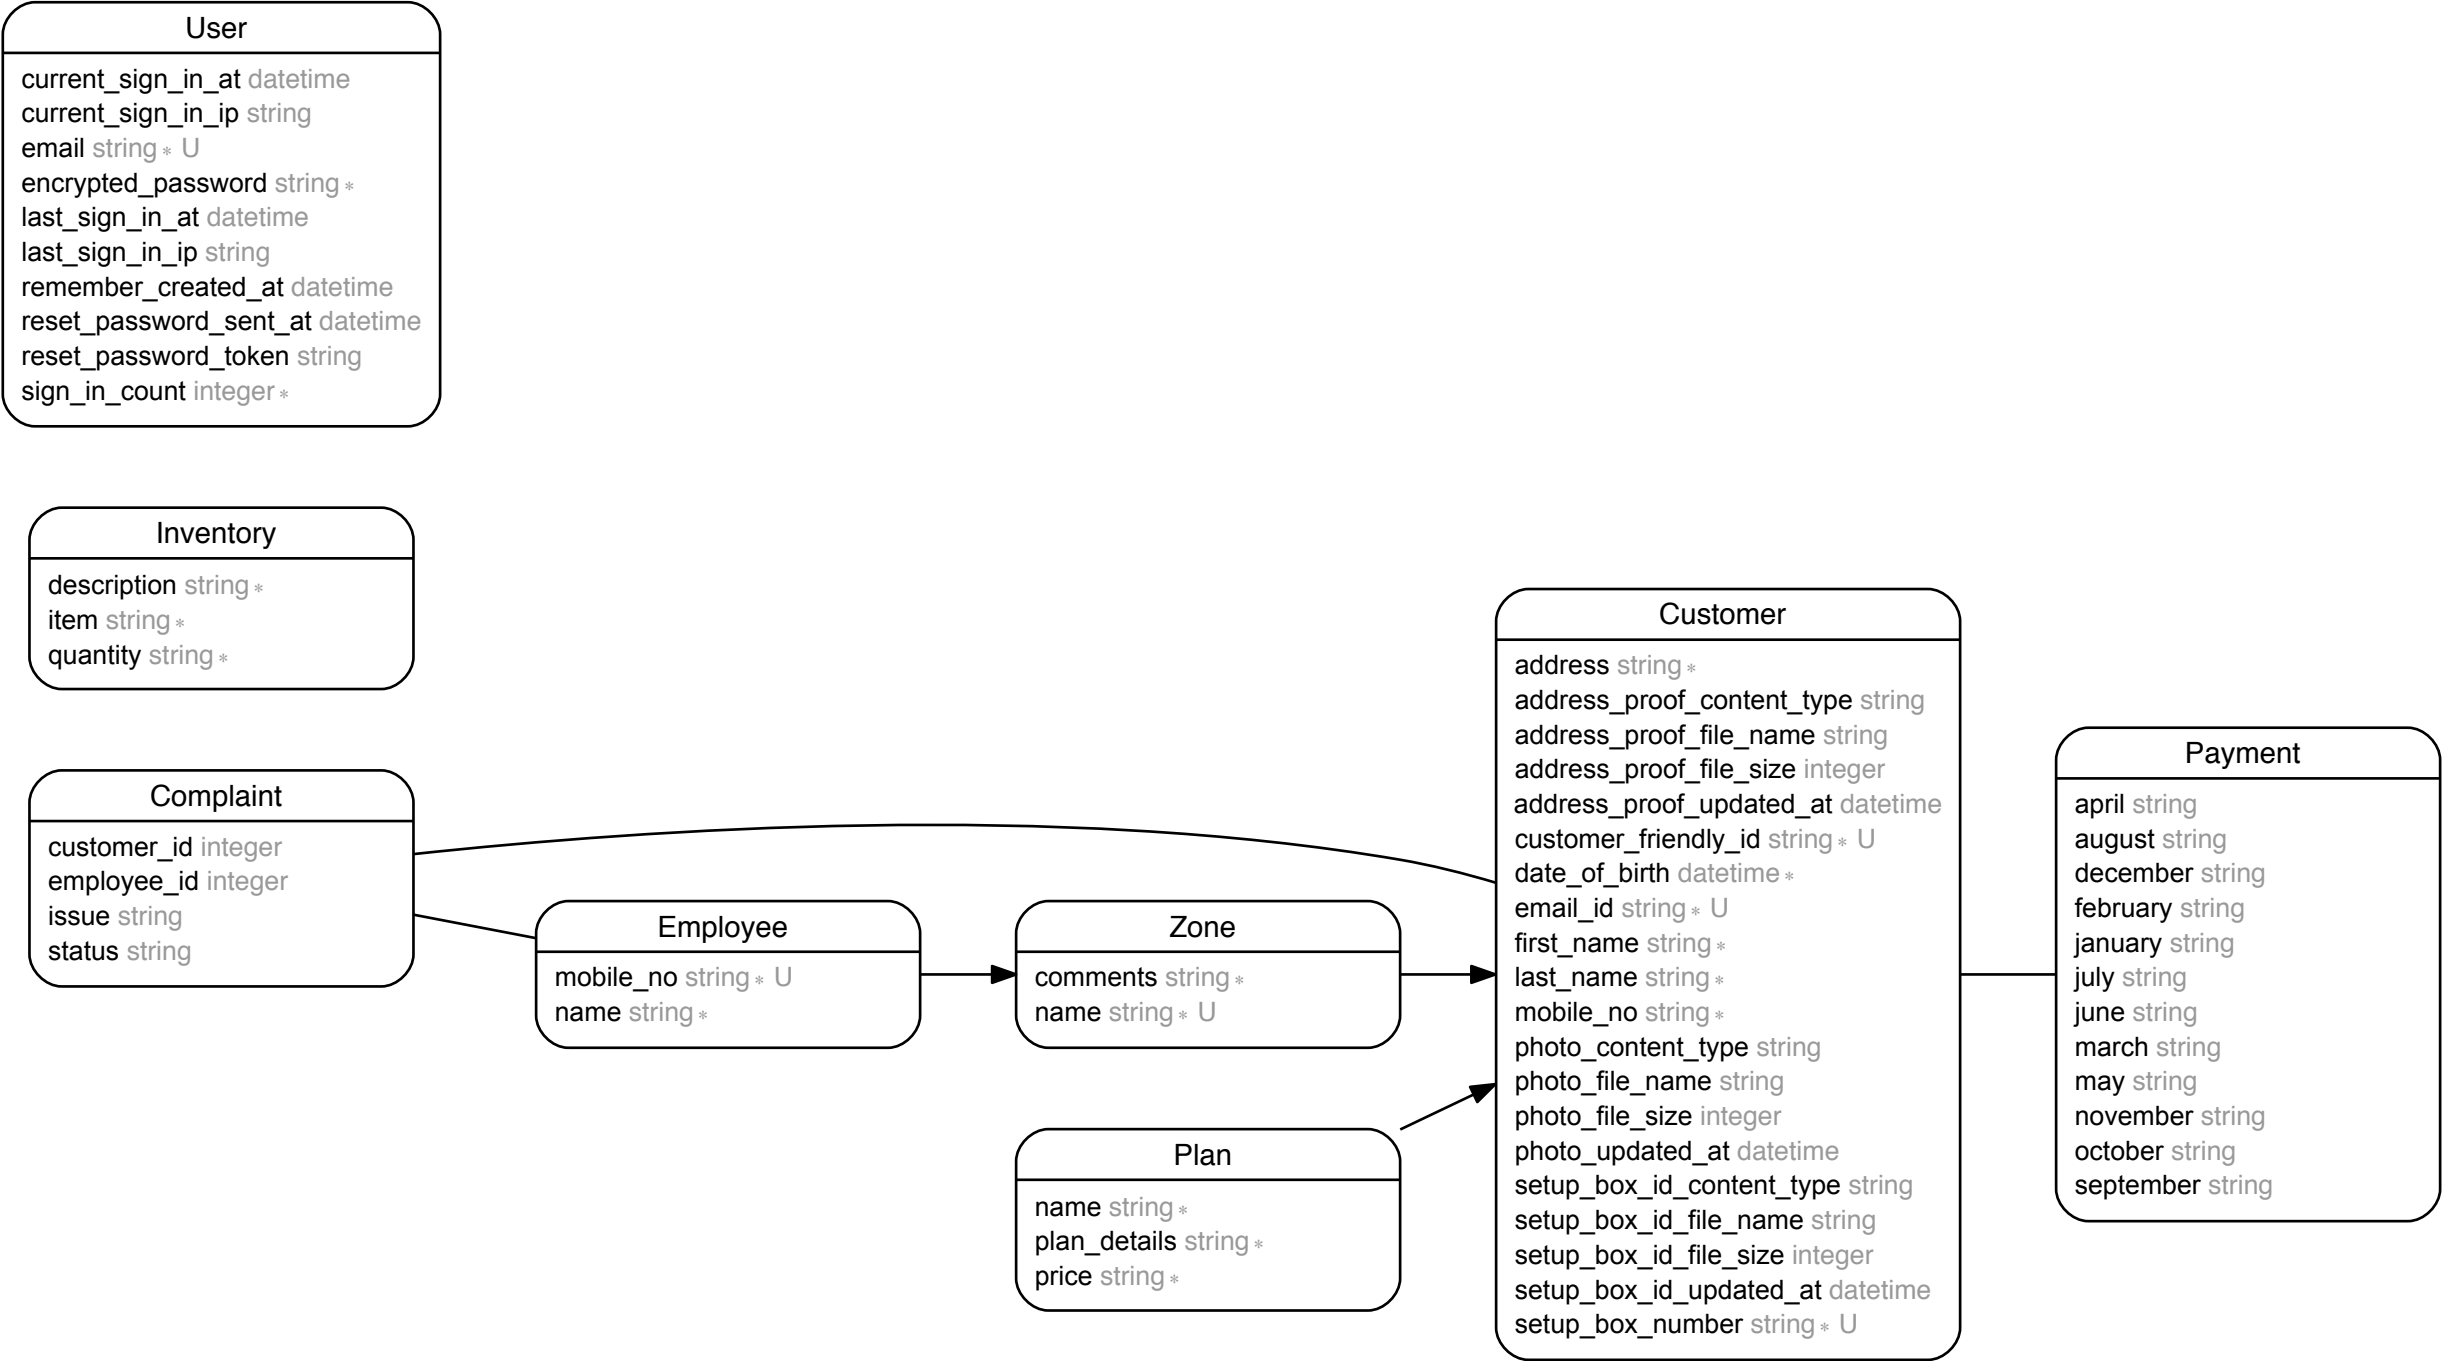 User
current_sign_in_at datetime
current_sign_in_ip string
email string * U
encrypted_password string *
last_sign_in_at datetime
last_sign_in_ip string
remember_created_at datetime
reset_password_sent_at datetime
reset_password_token string
sign_in_count integer *
Inventory
description string *
item string *
quantity string *
Complaint
customer_id integer
employee_id integer
issue string
status string
Employee
mobile_no string * U
name string *
Zone
comments string *
name string * U
Plan
name string *
plan_details string *
price string *
Customer
address string *
address_proof_content_type string
address_proof_file_name string
address_proof_file_size integer
address_proof_updated_at datetime
customer_friendly_id string * U
date_of_birth datetime *
email_id string * U
first_name string *
last_name string *
mobile_no string *
photo_content_type string
photo_file_name string
photo_file_size integer
photo_updated_at datetime
setup_box_id_content_type string
setup_box_id_file_name string
setup_box_id_file_size integer
setup_box_id_updated_at datetime
setup_box_number string * U
Payment
april string
august string
december string
february string
january string
july string
june string
march string
may string
november string
october string
september string